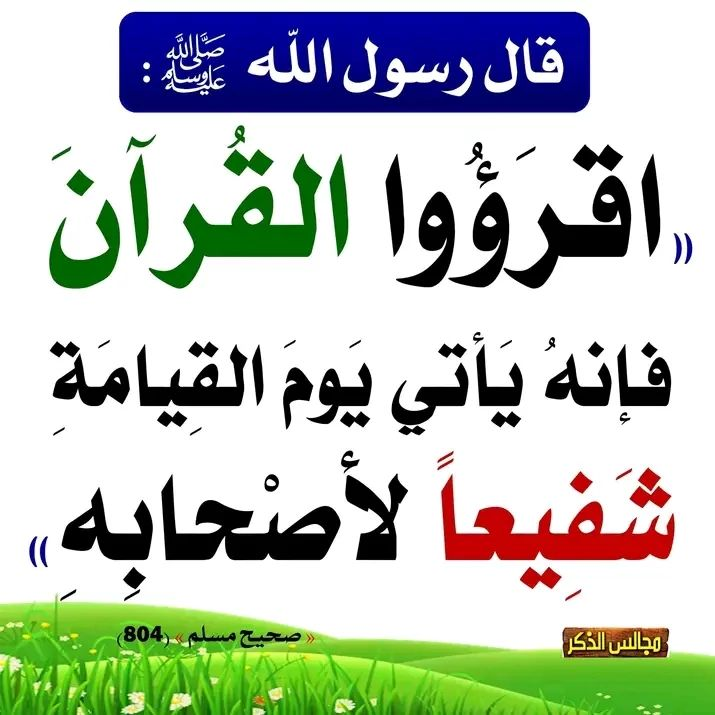 قال رسول الله ﷺ :
(( اقرَؤُوا القُرآنَ
فإنهُ يَأتي يَومَ القِيامَةِ
شَفِيعاً لأصْحابِهِ ))
« صحيح مسلم » (804)
مجالس الذكر